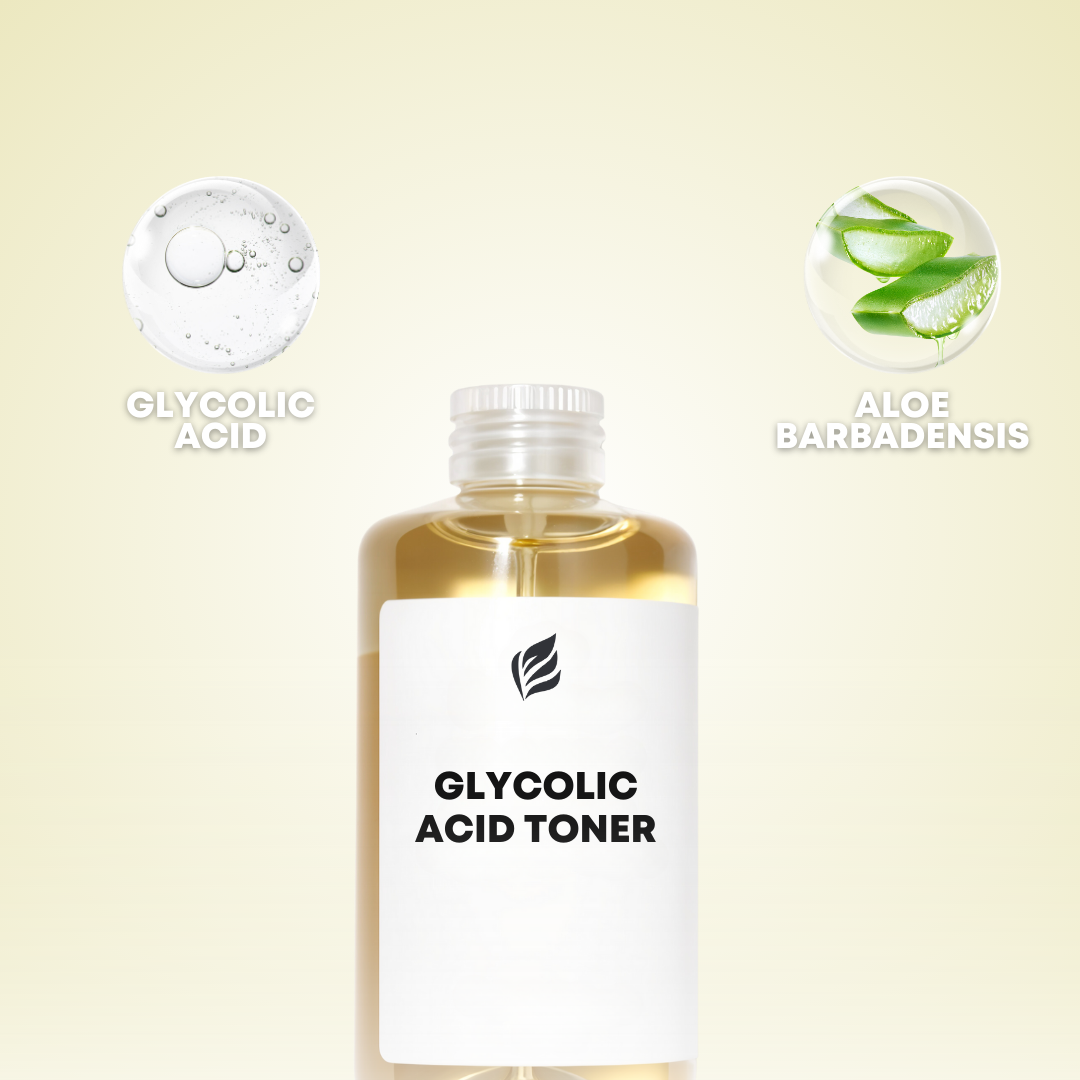 GLYCOLIC
ACID
ALOE
BARBADENSIS
GLYCOLIC
ACID TONER